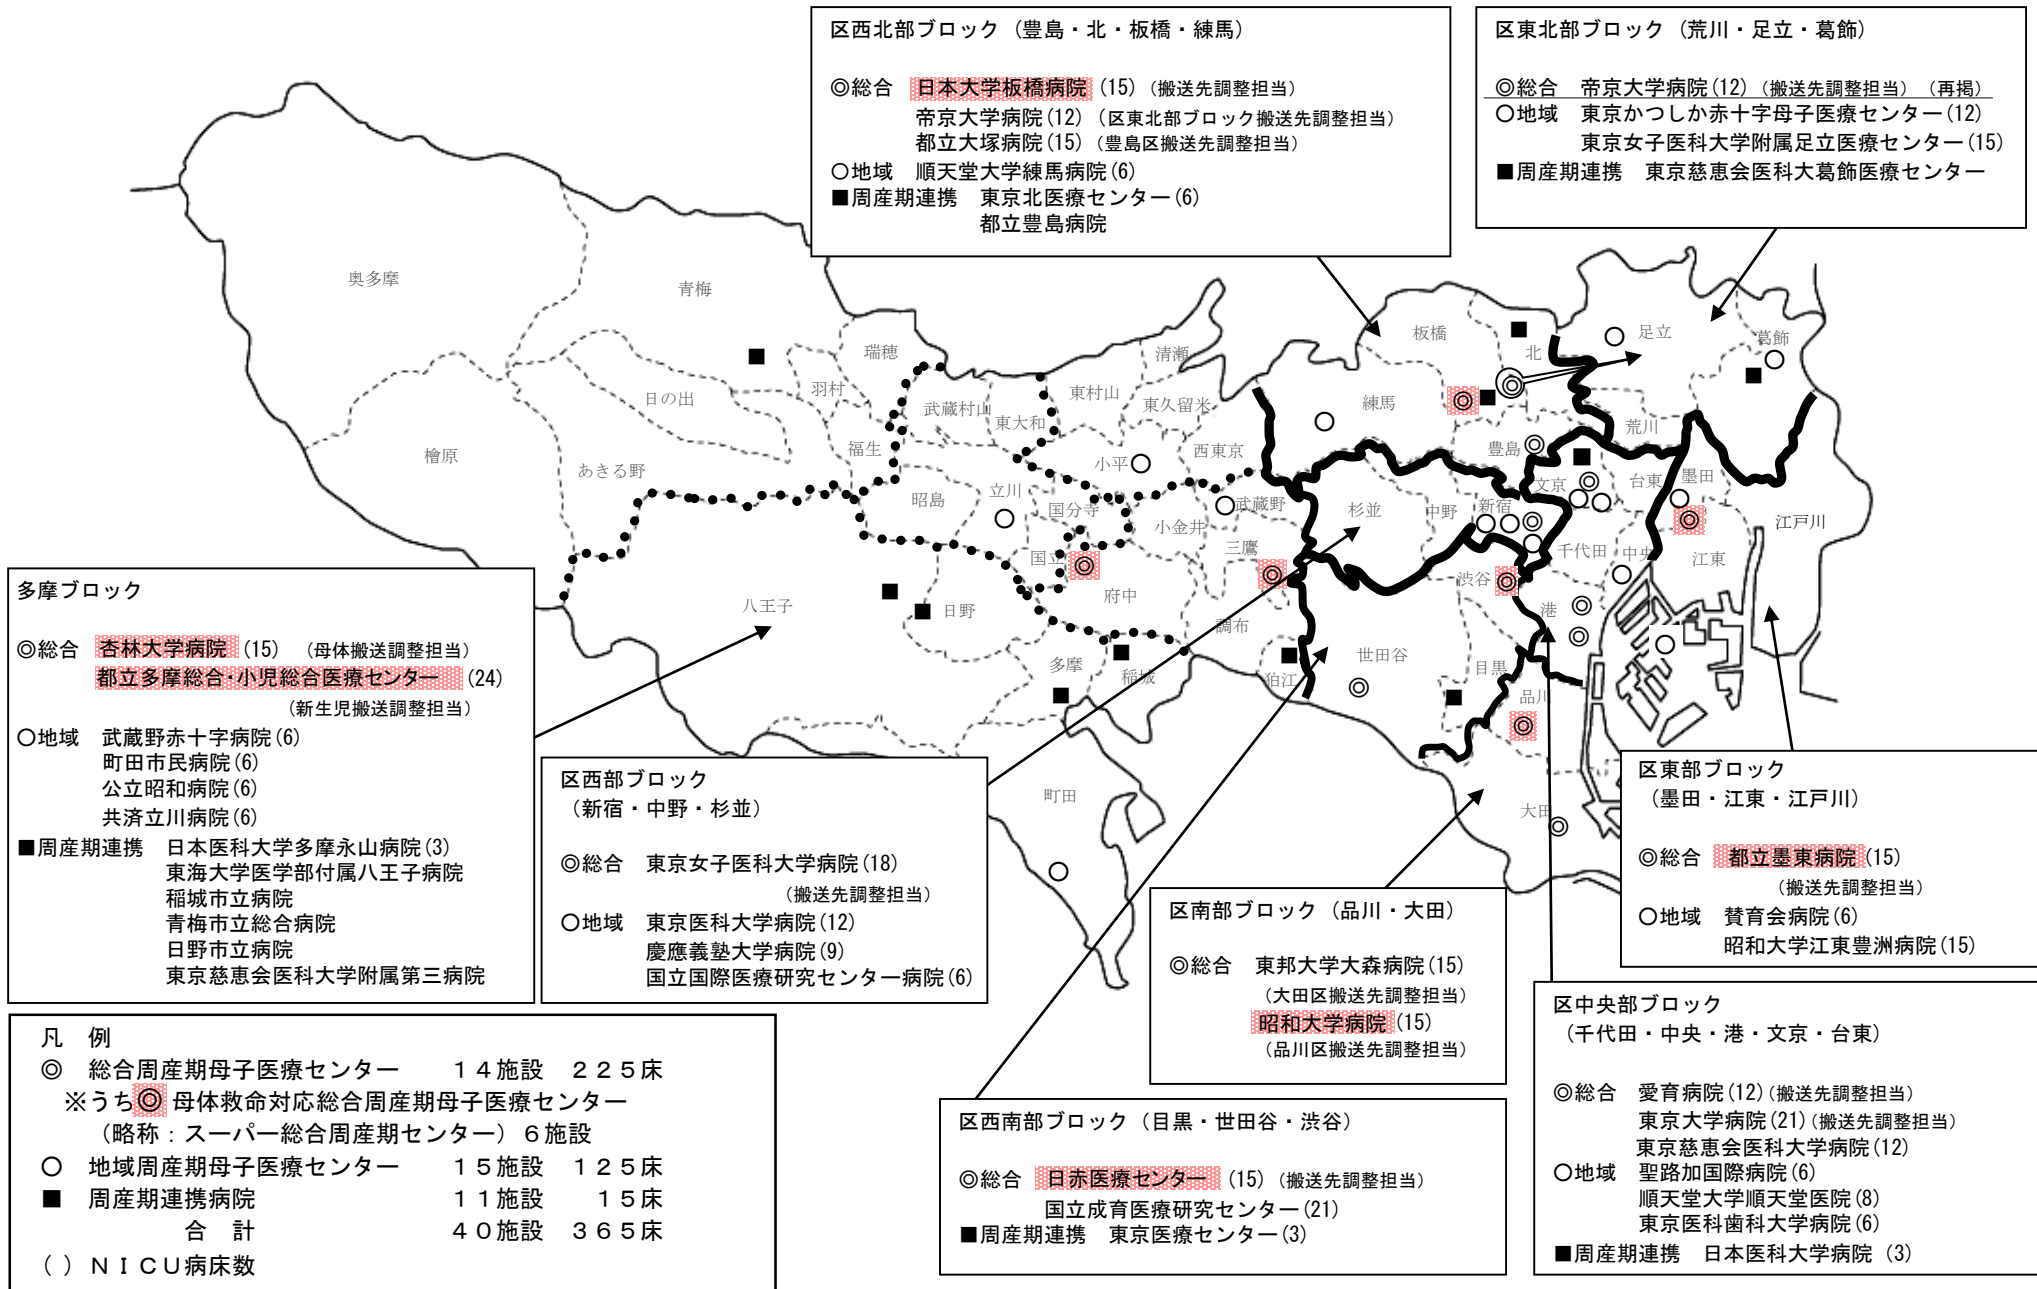 区西北部ブロック（豊島・北・板橋・練馬）
◎総合　日本大学板橋病院(15)（搬送先調整担当）
帝京大学病院(12)（区東北部ブロック搬送先調整担当）
都立大塚病院(15)（豊島区搬送先調整担当）
○地域　順天堂大学練馬病院(6)
■周産期連携　東京北医療センター(6)
都立豊島病院
区東北部ブロック（荒川・足立・葛飾）
◎総合　帝京大学病院(12)（搬送先調整担当）（再掲）
○地域　東京かつしか赤十字母子医療センター(12)
東京女子医科大学附属足立医療センター(15)
■周産期連携　東京慈恵会医科大葛飾医療センター
奥多摩
青梅
瑞穂
羽村
日の出
檜原
あきる野
福生
武蔵村山
東大和
東村山
清瀬
東久留米
西東京
小平
昭島
立川
国分寺
小金井
武蔵野
三鷹
国立
府中
調布
狛江
八王子
日野
多摩
稲城
町田
板橋
北
足立
葛飾
練馬
豊島
荒川
文京
台東
墨田
江戸川
杉並
中野
新宿
千代田
中央
江東
渋谷
港
世田谷
目黒
品川
大田
多摩ブロック
◎総合　杏林大学病院(15)　（母体搬送調整担当）
都立多摩総合・小児総合医療センター(24)
（新生児搬送調整担当）
○地域　武蔵野赤十字病院(6)
町田市民病院(6)
公立昭和病院(6)
共済立川病院(6)
■周産期連携　日本医科大学多摩永山病院(3)
東海大学医学部付属八王子病院
稲城市立病院
青梅市立総合病院
日野市立病院
東京慈恵会医科大学附属第三病院
区西部ブロック
（新宿・中野・杉並）
◎総合　東京女子医科大学病院(18)
（搬送先調整担当）
○地域　東京医科大学病院(12)
慶應義塾大学病院(9)
国立国際医療研究センター病院(6)
区南部ブロック（品川・大田）
◎総合　東邦大学大森病院(15)
（大田区搬送先調整担当）
昭和大学病院(15)
（品川区搬送先調整担当）
区東部ブロック
（墨田・江東・江戸川）
◎総合　都立墨東病院(15)
（搬送先調整担当）
○地域　賛育会病院(6)
昭和大学江東豊洲病院(15)
区西南部ブロック（目黒・世田谷・渋谷）
◎総合　日赤医療センター(15)（搬送先調整担当）
国立成育医療研究センター(21)
■周産期連携　東京医療センター(3)
区中央部ブロック
（千代田・中央・港・文京・台東）
◎総合　愛育病院(12)(搬送先調整担当)
東京大学病院(21)(搬送先調整担当)
東京慈恵会医科大学病院(12)
○地域　聖路加国際病院(6)
順天堂大学順天堂医院(8)
東京医科歯科大学病院(6)
■周産期連携　日本医科大学病院(3)
凡　例
◎　総合周産期母子医療センター　１４施設　２２５床
※うち◎母体救命対応総合周産期母子医療センター
（略称：スーパー総合周産期センター）６施設
○　地域周産期母子医療センター　１５施設　１２５床
■　周産期連携病院　１１施設　１５床
合　計　４０施設　３６５床
( )ＮＩＣＵ病床数